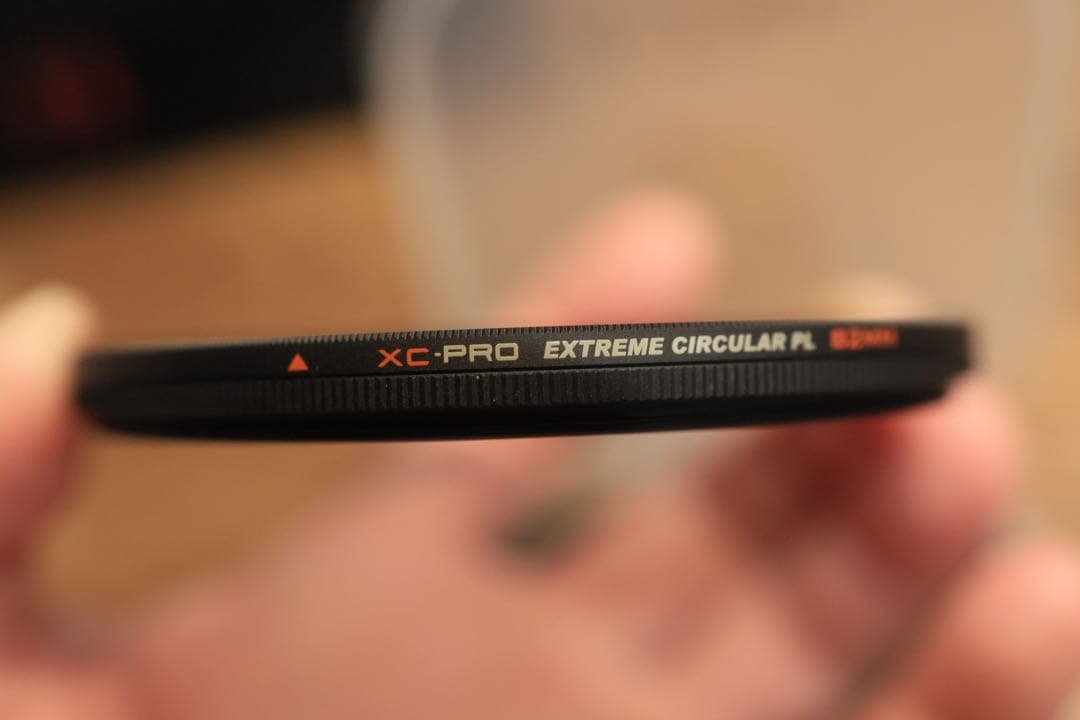 XC-PRO EXTREME CIRCULAR PL 82MM